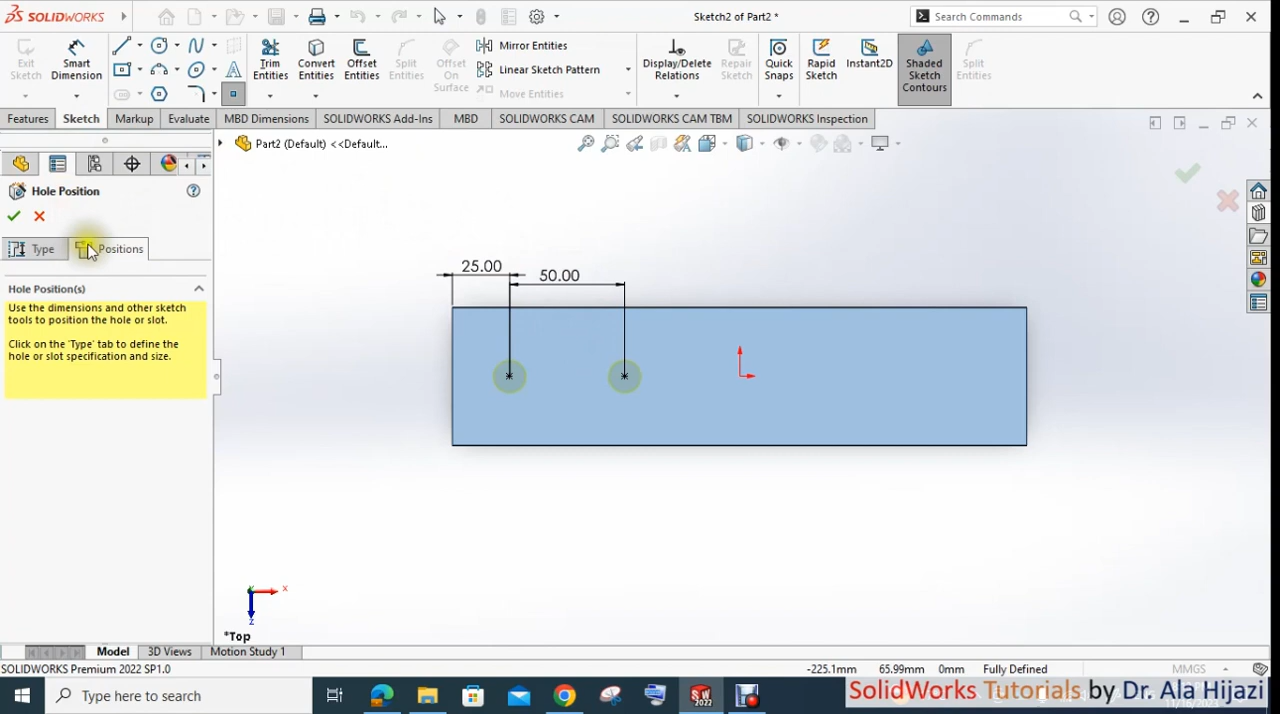 SOLIDWORKS
Sketch2 of Part2 *
Search Commands
Exit Sketch
Smart Dimension
Trim Entities
Convert Entities
Offset Entities
Split Entities
Offset On Surface
Mirror Entities
Linear Sketch Pattern
Move Entities
Display/Delete Relations
Repair Sketch
Quick Snaps
Rapid Sketch
Instant2D
Shaded Sketch Contours
Split Entities
Features
Sketch
Markup
Evaluate
MBD Dimensions
SOLIDWORKS Add-Ins
MBD
SOLIDWORKS CAM
SOLIDWORKS CAM TBM
SOLIDWORKS Inspection
Part2 (Default) <<Default...
Hole Position
Type
Positions
Hole Position(s)
Use the dimensions and other sketch
tools to position the hole or slot.
Click on the 'Type' tab to define the
hole or slot specification and size.
25.00
50.00
x
z
*Top
Model
3D Views
Motion Study 1
SOLIDWORKS Premium 2022 SP1.0
-225.1mm
65.99mm
0mm
Fully Defined
MMGS
Type here to search
SW
2022
SolidWorks Tutorials by Dr. Ala Hijazi